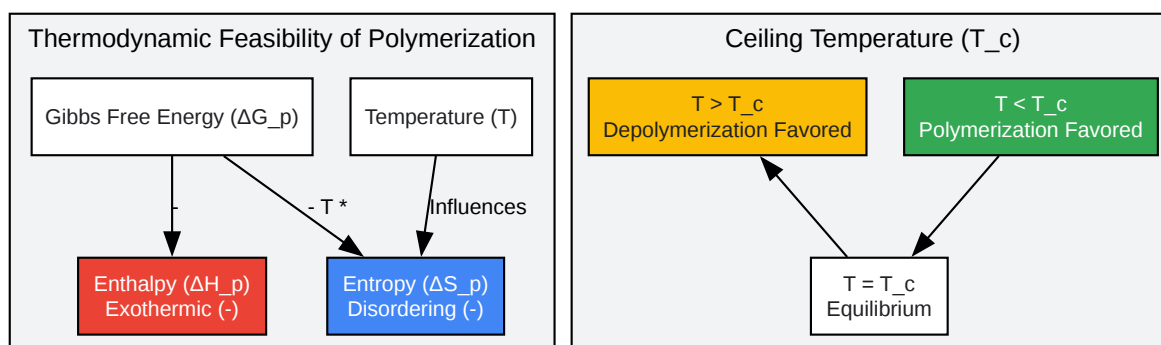 Thermodynamic Feasibility of Polymerization
Gibbs Free Energy (ΔG_p)
Temperature (T)
-
- T *
Influences
Enthalpy (ΔH_p)
Exothermic (-)
Entropy (ΔS_p)
Disordering (-)
Ceiling Temperature (T_c)
T > T_c
Depolymerization Favored
T < T_c
Polymerization Favored
T = T_c
Equilibrium